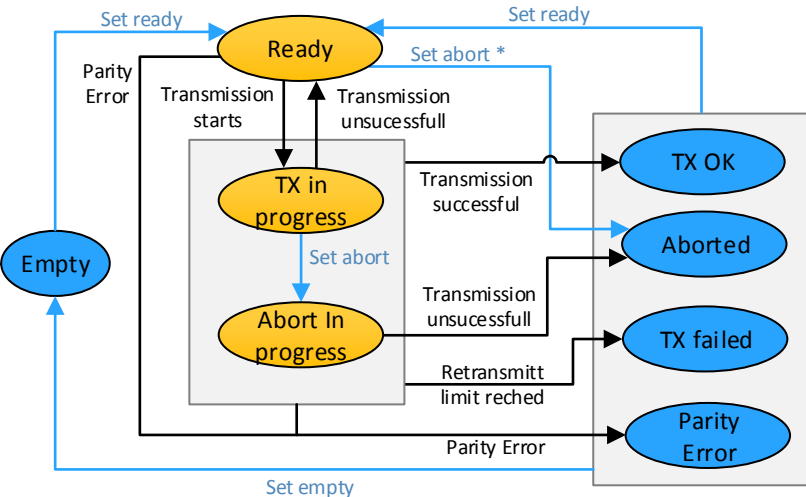 Set ready
Set ready
Ready
Set abort *
Parity
Error
Transmission
starts
Transmission
unsucessfull
TX in
progress
Transmission
successful
TX OK
Empty
Set abort
Aborted
Abort In
progress
Transmission
unsucessfull
TX failed
Retransmitt
limit reched
Parity
Error
Parity Error
Set empty